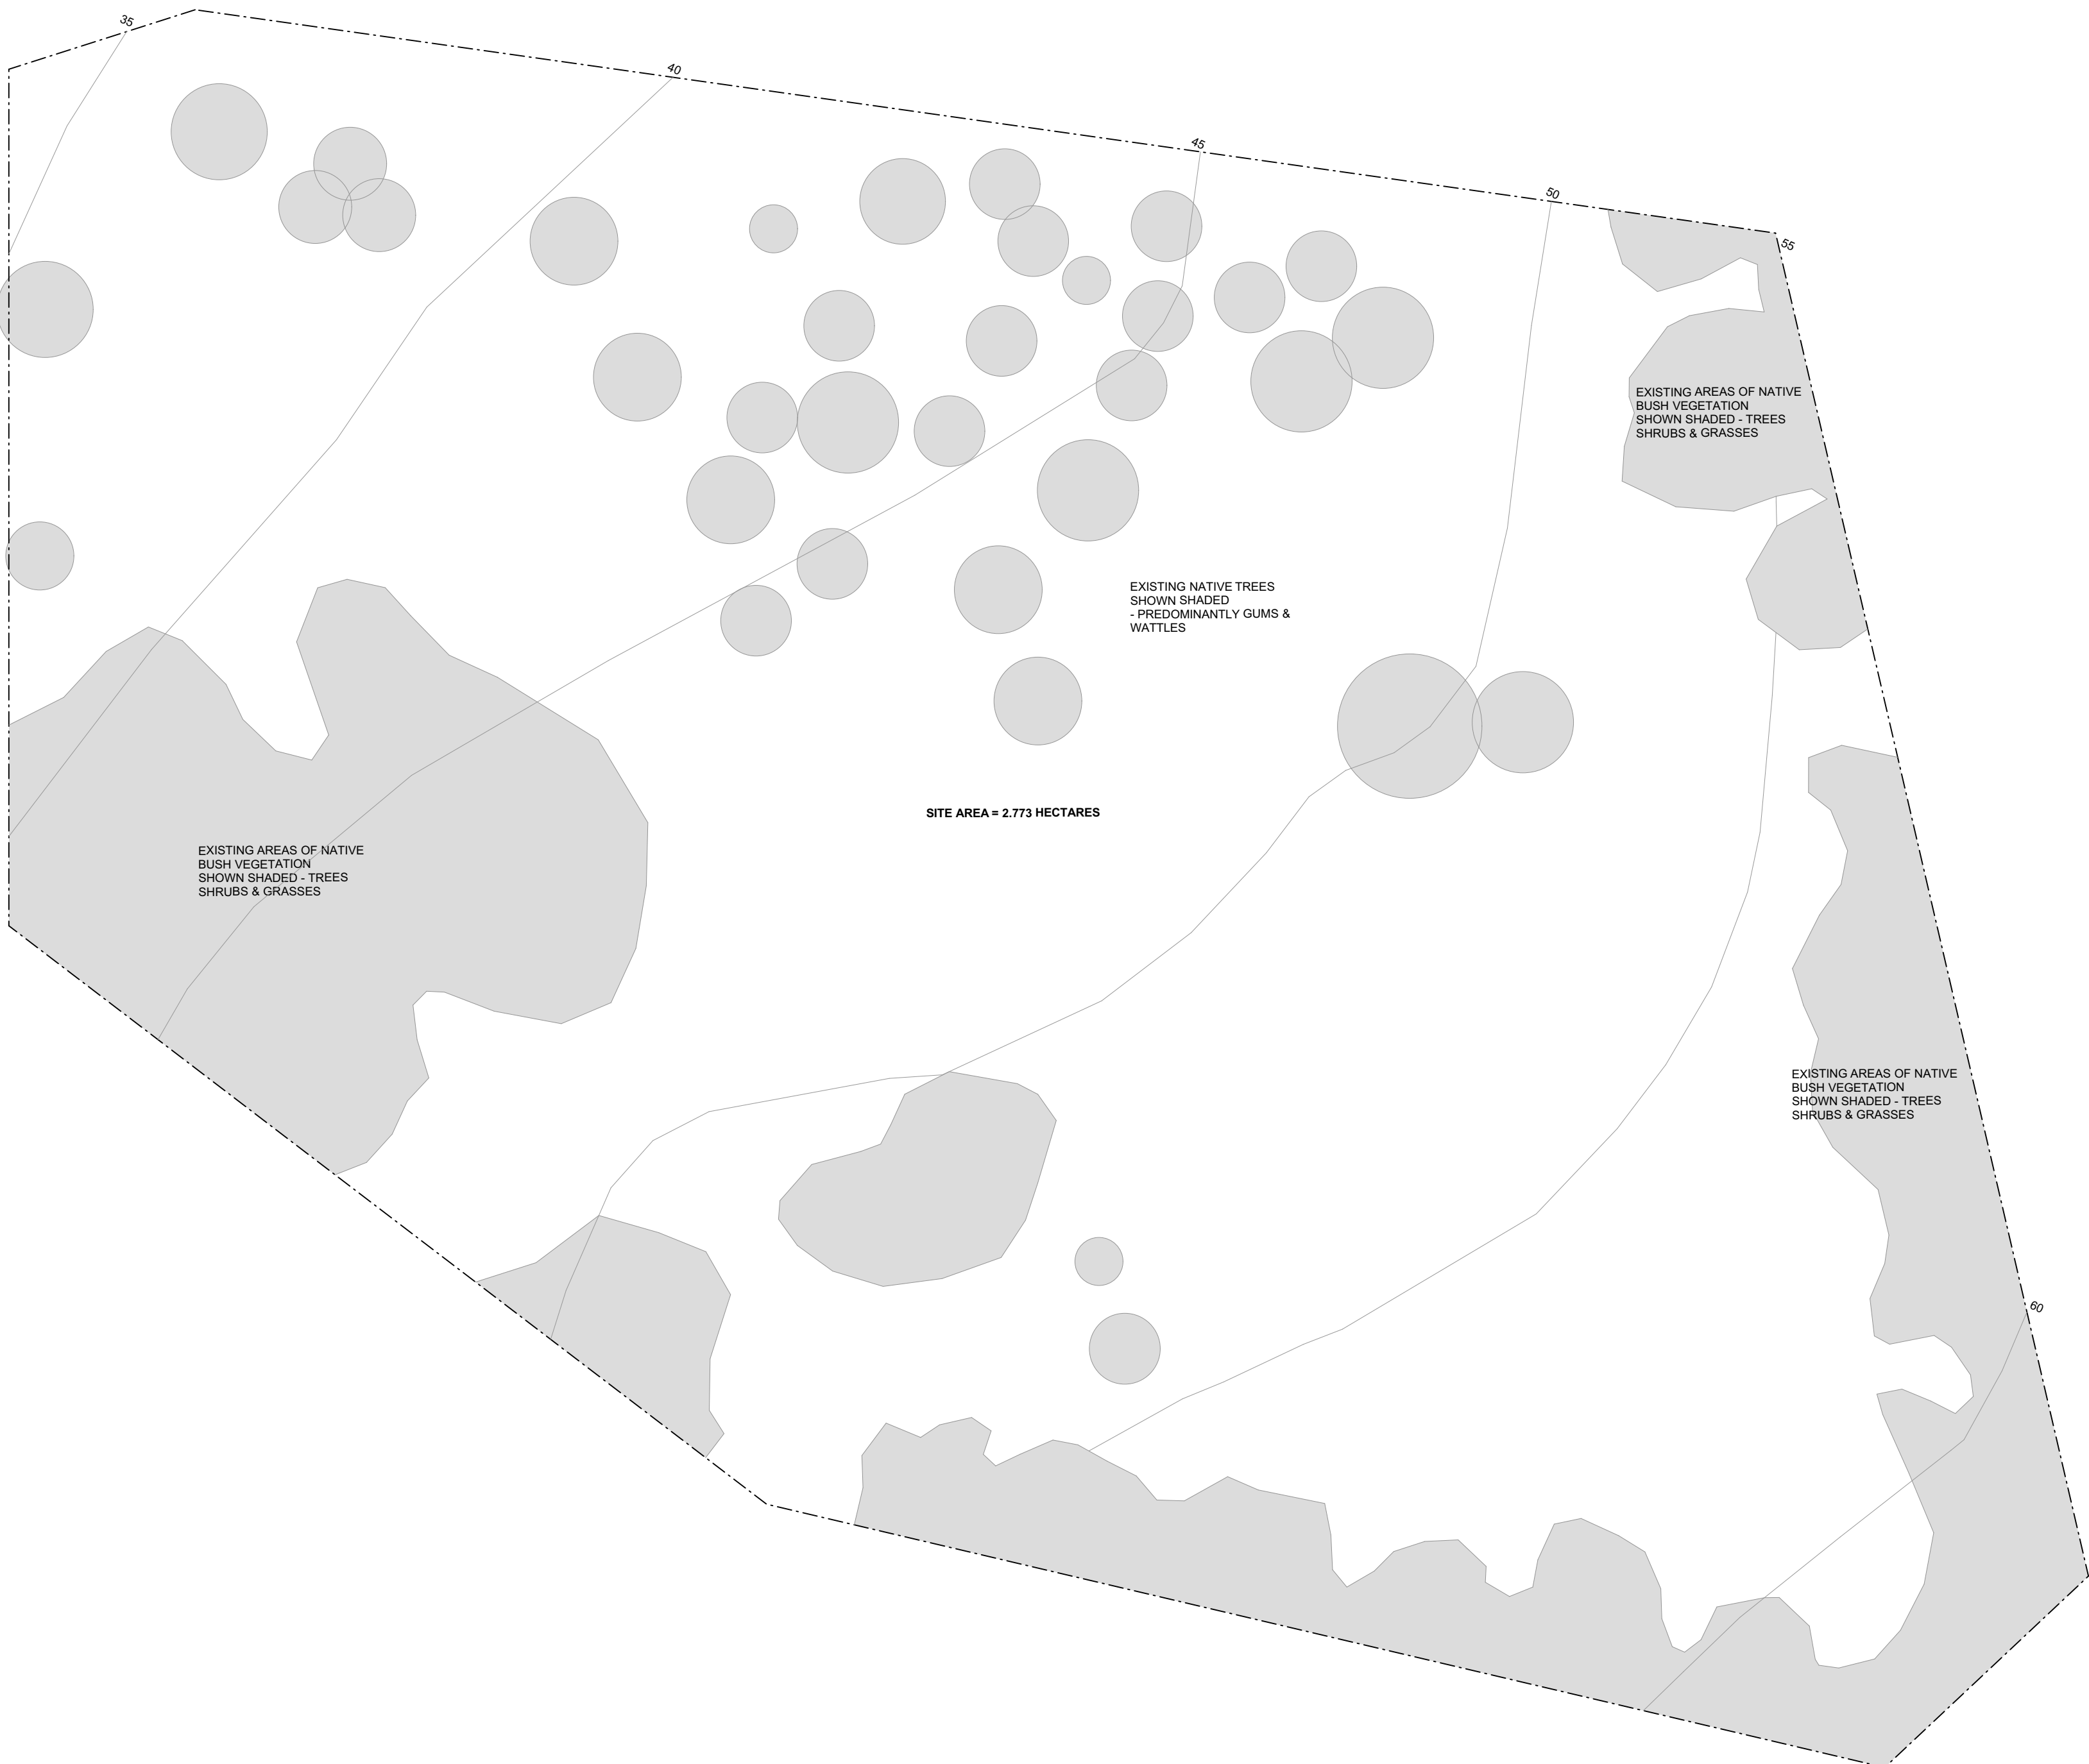 35
40
45
50
55
EXISTING AREAS OF NATIVE
BUSH VEGETATION
SHOWN SHADED - TREES
SHRUBS & GRASSES
EXISTING NATIVE TREES
SHOWN SHADED
- PREDOMINANTLY GUMS &
WATTLES
SITE AREA = 2.773 HECTARES
EXISTING AREAS OF NATIVE
BUSH VEGETATION
SHOWN SHADED - TREES
SHRUBS & GRASSES
EXISTING AREAS OF NATIVE
BUSH VEGETATION
SHOWN SHADED - TREES
SHRUBS & GRASSES
60